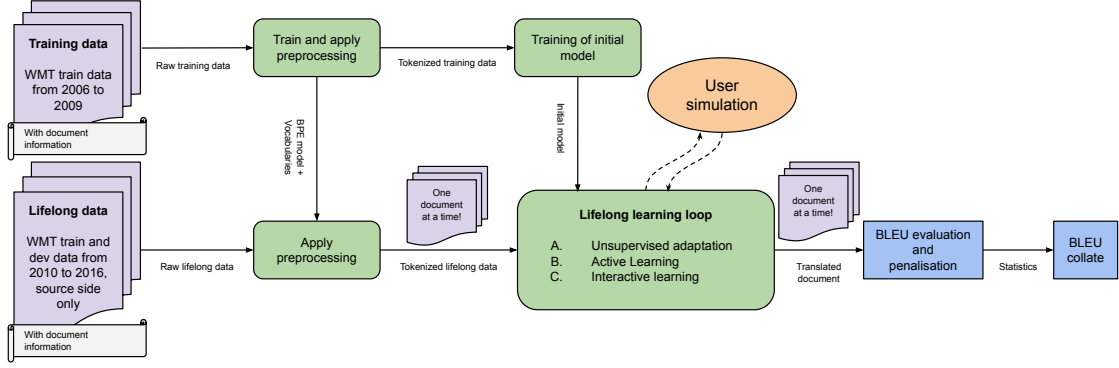 Training data
WMT train data
from 2006 to
2009
With document
information
Raw training data
Train and apply
preprocessing
Tokenized training data
Training of initial
model
User
simulation
BPE model +
Vocabularies
Initial model
Lifelong data
WMT train and
dev data from
2010 to 2016,
source side
only
With document
information
Raw lifelong data
Apply
preprocessing
One
document
at a time!
Tokenized lifelong data
Lifelong learning loop
A. Unsupervised adaptation
B. Active Learning
C. Interactive learning
One
document
at a time!
Translated
document
BLEU evaluation
and
penalisation
Statistics
BLEU
collate